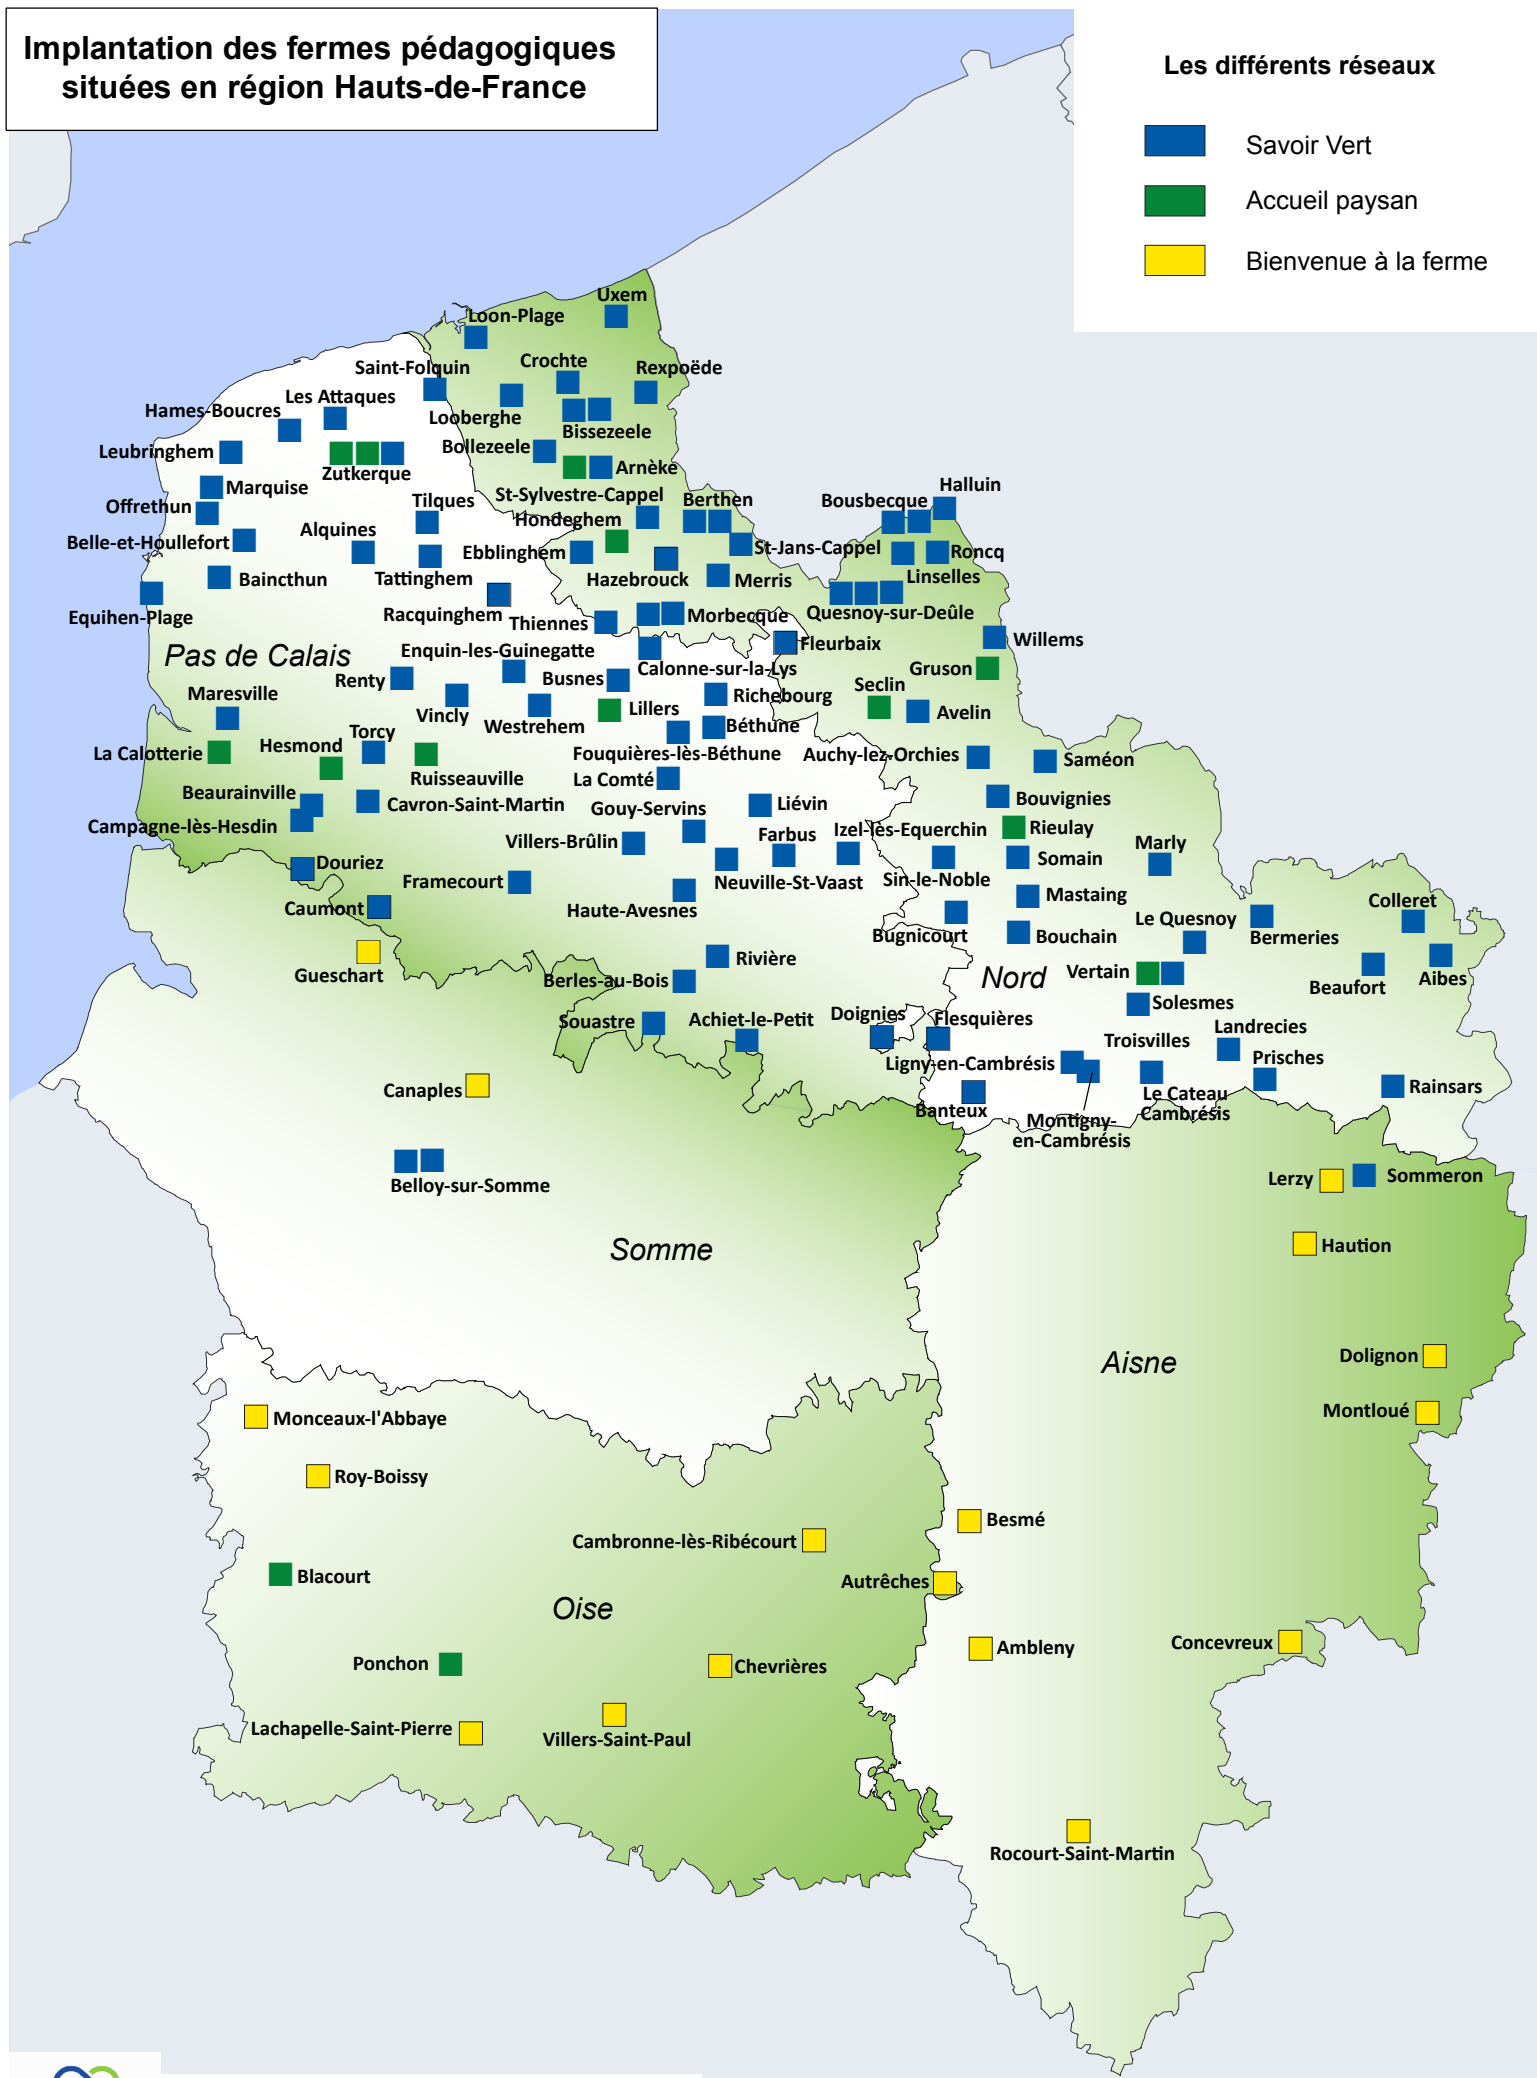 Implantation des fermes pédagogiques
situées en région Hauts-de-France
Les différents réseaux
Savoir Vert
Accueil paysan
Bienvenue à la ferme
Uxem
Loon-Plage
Crochte
Rexpoëde
Saint-Folquin
Les Attaques
Hames-Boucres
Looberghe
Bissezeele
Leubringhem
Bollezeele
Zutkerque
Arnèke
Marquise
Offrethun
Tilques
St-Sylvestre-Cappel
Berthen
Bousbecque
Halluin
Alquines
Hondeghem
Belle-et-Houllefort
Ebblinghem
St-Jans-Cappel
Roncq
Baincthun
Tattinghem
Hazebrouck
Merris
Linselles
Equihen-Plage
Racquinghem
Thiennes
Morbecque
Quesnoy-sur-Deûle
Fleurbaix
Willems
Pas de Calais
Enquin-les-Guinegatte
Calonne-sur-la-Lys
Gruson
Renty
Busnes
Maresville
Richebourg
Seclin
Vincly
Westrehem
Lillers
Béthune
Avelin
Torcy
La Calotterie
Hesmond
Fouquières-lès-Béthune
Auchy-lez-Orchies
Saméon
Ruisseauville
La Comté
Beaurainville
Cavron-Saint-Martin
Gouy-Servins
Liévin
Bouvignies
Campagne-lès-Hesdin
Villers-Brûlin
Farbus
Izel-lès-Equerchin
Rieulay
Marly
Douriez
Somain
Framecourt
Neuville-St-Vaast
Sin-le-Noble
Mastaing
Colleret
Caumont
Haute-Avesnes
Le Quesnoy
Bugnicourt
Bouchain
Bermeries
Gueschart
Rivière
Nord
Vertain
Aibes
Berles-au-Bois
Beaufort
Solesmes
Souastre
Achiet-le-Petit
Doignies
Flesquières
Landrecies
Troisvilles
Prisches
Ligny-en-Cambrésis
Canaples
Rainsars
Le Cateau
Cambrésis
Banteux
Montigny-
en-Cambrésis
Belloy-sur-Somme
Lerzy
Sommeron
Somme
Haution
Aisne
Dolignon
Montloué
Monceaux-l'Abbaye
Roy-Boissy
Besmé
Cambronne-lès-Ribécourt
Blacourt
Autrêches
Oise
Ambleny
Concevreux
Ponchon
Chevrières
Lachapelle-Saint-Pierre
Villers-Saint-Paul
Rocourt-Saint-Martin